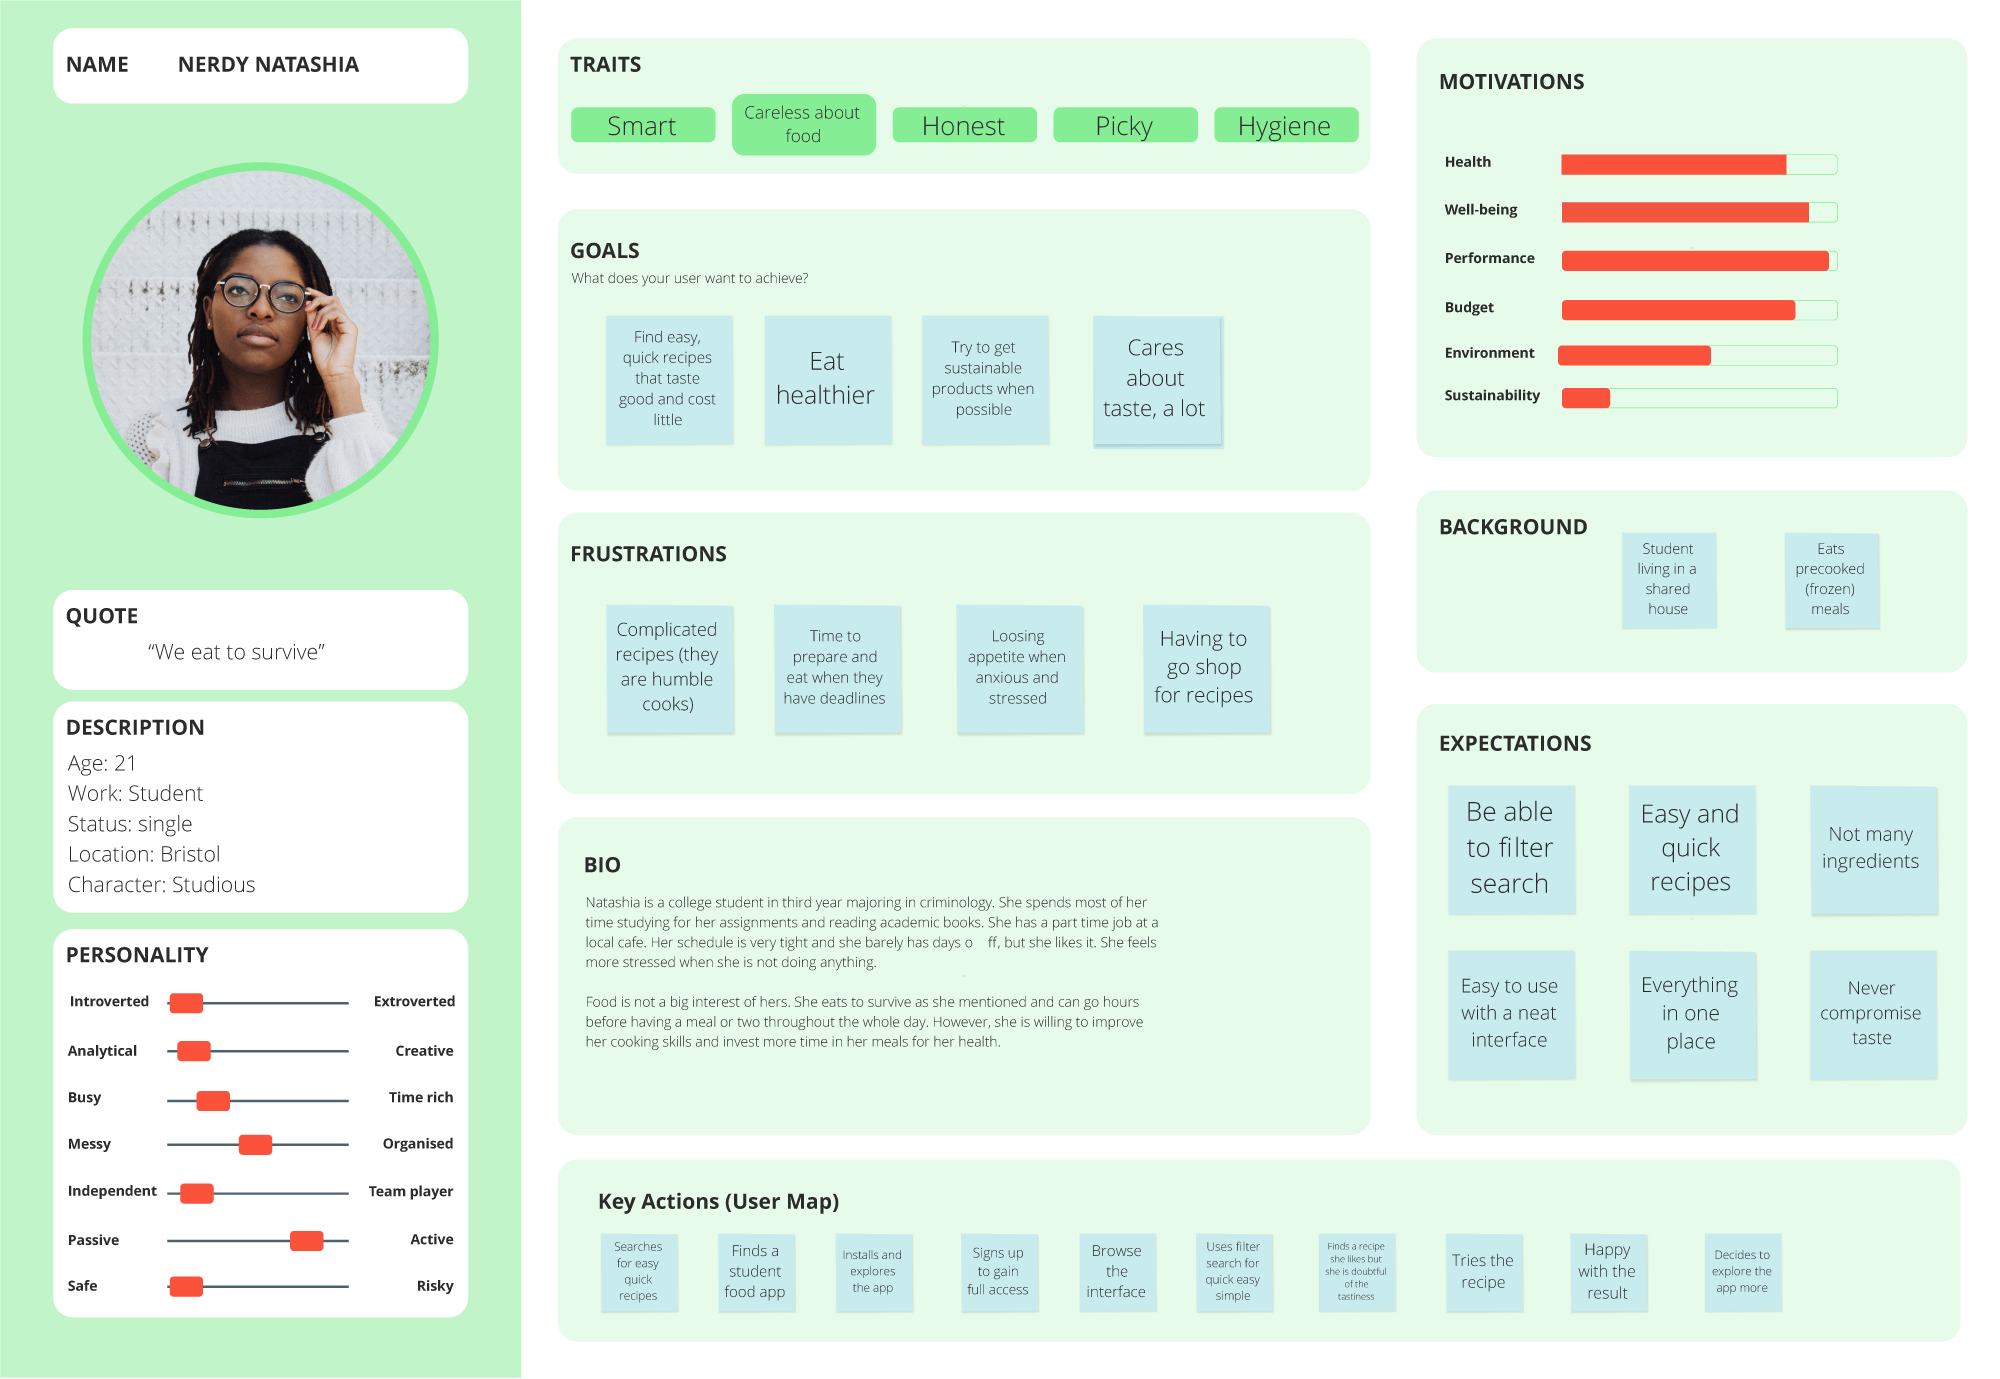 NAME NERDY NATASHIA
QUOTE
“We eat to survive”
DESCRIPTION
Age: 21
Work: Student
Status: single
Location: Bristol
Character: Studious
PERSONALITY
Introverted Extroverted
Analytical Creative
Busy Time rich
Messy Organised
Independent Team player
Passive Active
Safe Risky
TRAITS
Smart
Careless about
food
Honest
Picky
Hygiene
GOALS
What does your user want to achieve?
Find easy,
quick recipes
that taste
good and cost
little
Eat
healthier
Try to get
sustainable
products when
possible
Cares
about
taste, a lot
FRUSTRATIONS
Complicated
recipes (they
are humble
cooks)
Time to
prepare and
eat when they
have deadlines
Loosing
appetite when
anxious and
stressed
Having to
go shop
for recipes
BIO
Natashia is a college student in third year majoring in criminology. She spends most of her
time studying for her assignments and reading academic books. She has a part time job at a
local cafe. Her schedule is very tight and she barely has days o ff, but she likes it. She feels
more stressed when she is not doing anything.
Food is not a big interest of hers. She eats to survive as she mentioned and can go hours
before having a meal or two throughout the whole day. However, she is willing to improve
her cooking skills and invest more time in her meals for her health.
MOTIVATIONS
Health
Well-being
Performance
Budget
Environment
Sustainability
BACKGROUND
Student
living in a
shared
house
Eats
precooked
(frozen)
meals
EXPECTATIONS
Be able
to filter
search
Easy and
quick
recipes
Not many
ingredients
Easy to use
with a neat
interface
Everything
in one
place
Never
compromise
taste
Key Actions (User Map)
Searches
for easy
quick
recipes
Finds a
student
food app
Installs and
explores
the app
Signs up
to gain
full access
Browse
the
interface
Uses filter
search for
quick easy
simple
Finds a recipe
she likes but
she is doubtful
of the
tastiness
Tries the
recipe
Happy
with the
result
Decides to
explore the
app more